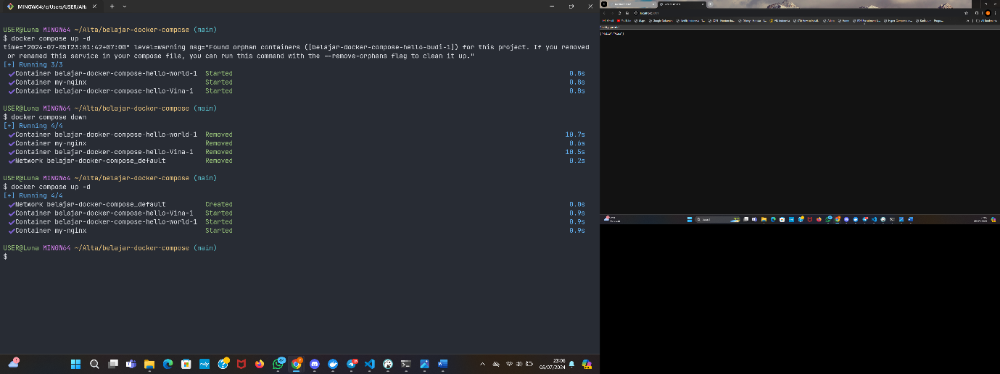 MINGW64:/c/Users/USER/Alta
USER@Luna MINGW64 ~/Alta/belajar-docker-compose (main)
$ docker compose up -d
time="2024-07-05T23:01:42+07:00" level=warning msg="Found orphan containers ([belajar-docker-compose-hello-budi-1]) for this project. If you removed
or renamed this service in your compose file, you can run this command with the --remove-orphans flag to clean it up."
[+] Running 3/3
✔Container belajar-docker-compose-hello-world-1 Started 0.8s
✔Container my-nginx Started 0.8s
✔Container belajar-docker-compose-hello-Vina-1 Started 0.8s
USER@Luna MINGW64 ~/Alta/belajar-docker-compose (main)
$ docker compose down
[+] Running 4/4
✔Container belajar-docker-compose-hello-world-1 Removed 10.7s
✔Container my-nginx Removed 0.6s
✔Container belajar-docker-compose-hello-Vina-1 Removed 10.5s
✔Network belajar-docker-compose_default Removed 0.2s
USER@Luna MINGW64 ~/Alta/belajar-docker-compose (main)
$ docker compose up -d
[+] Running 4/4
✔Network belajar-docker-compose_default Created 0.0s
✔Container belajar-docker-compose-hello-Vina-1 Started 0.9s
✔Container belajar-docker-compose-hello-world-1 Started 0.9s
✔Container my-nginx Started 0.9s
USER@Luna MINGW64 ~/Alta/belajar-docker-compose (main)
$
23:06
05/07/2024
Gmail YouTube Maps
Search
05/07/2024